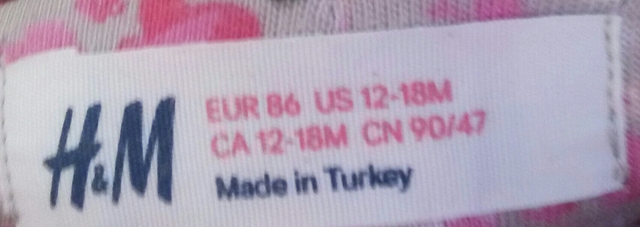 H&M
EUR 86 US 12-18M
CA 12-18M CN 90/47
Made in Turkey